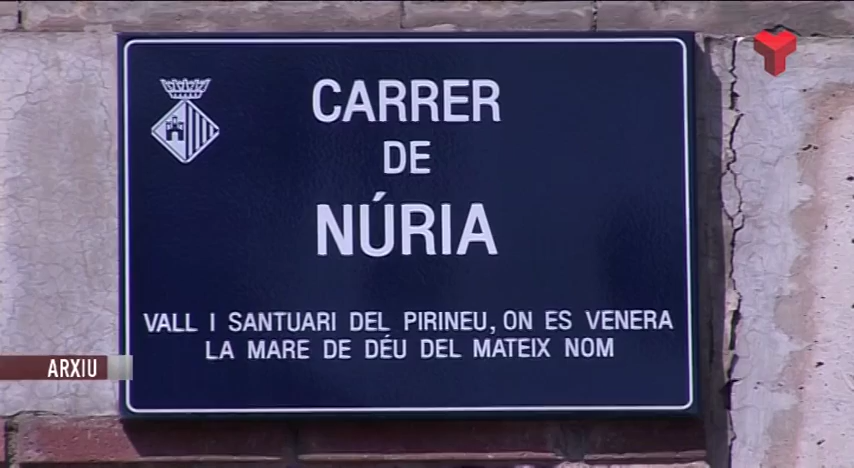 CARRER
DE
NÚRIA
VALL I SANTUARI DEL PIRINEU, ON ES VENERA
LA MARE DE DÉU DEL MATEIX NOM
ARXIU